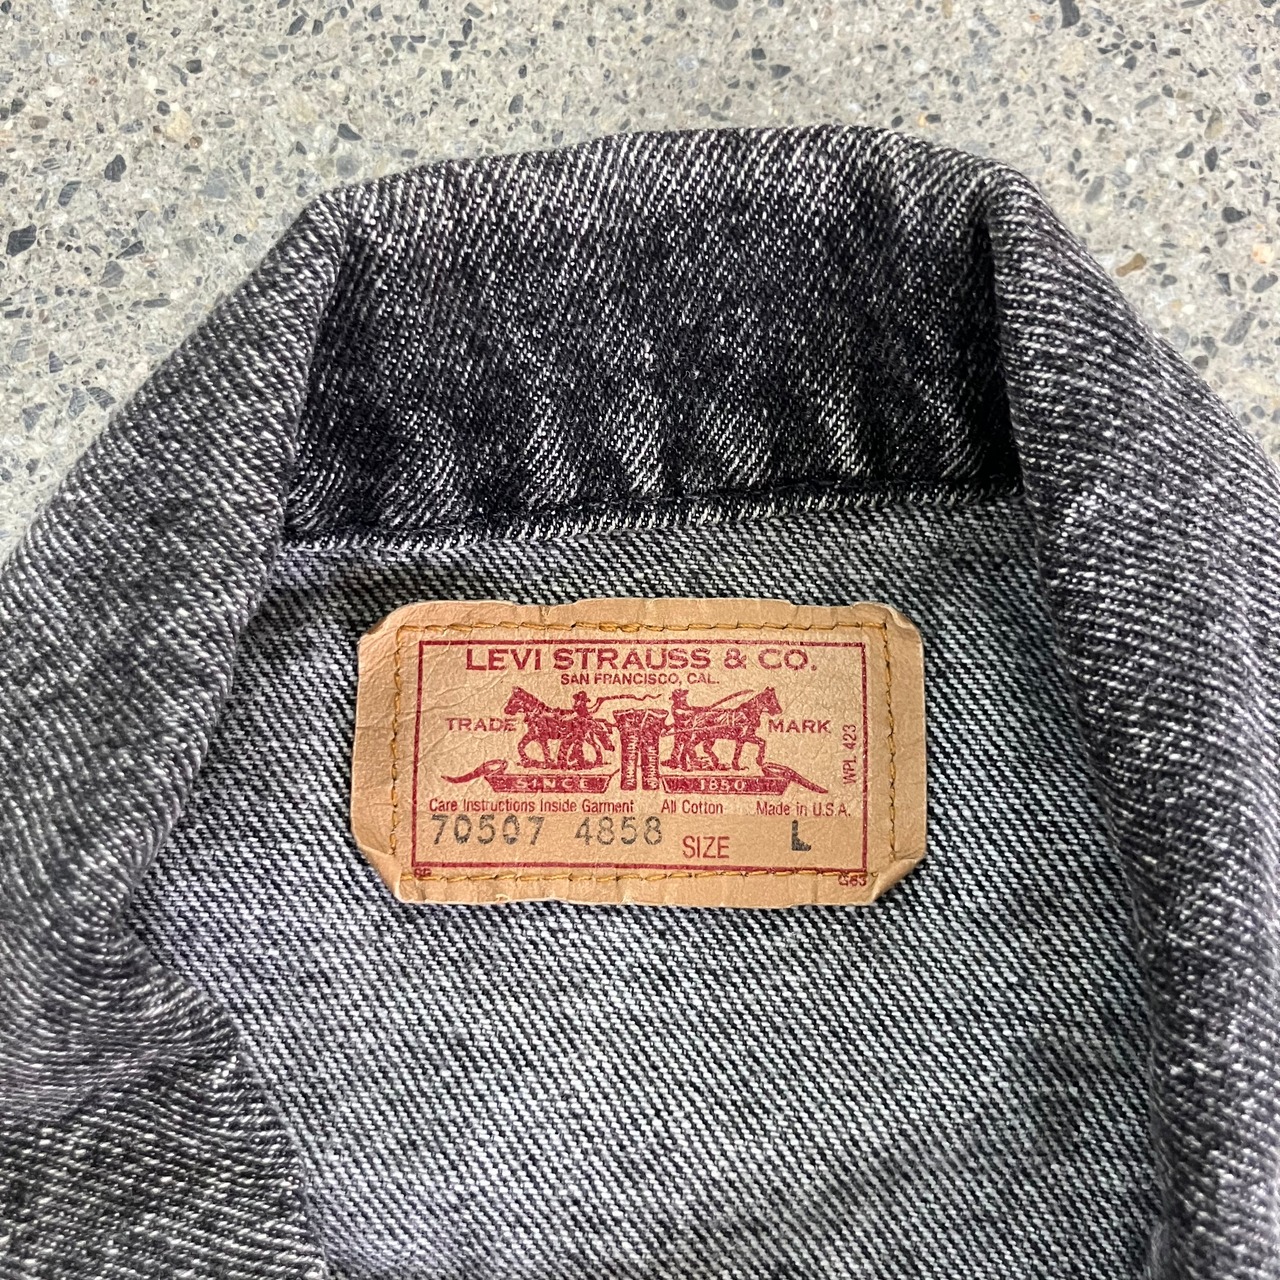 LEVI STRAUSS & CO.
SAN FRANCISCO, CAL.
TRADE MARK
SINCE 1850
WPL 423
Care Instructions Inside Garment All Cotton Made in U.S.A.
70507 4858 SIZE L